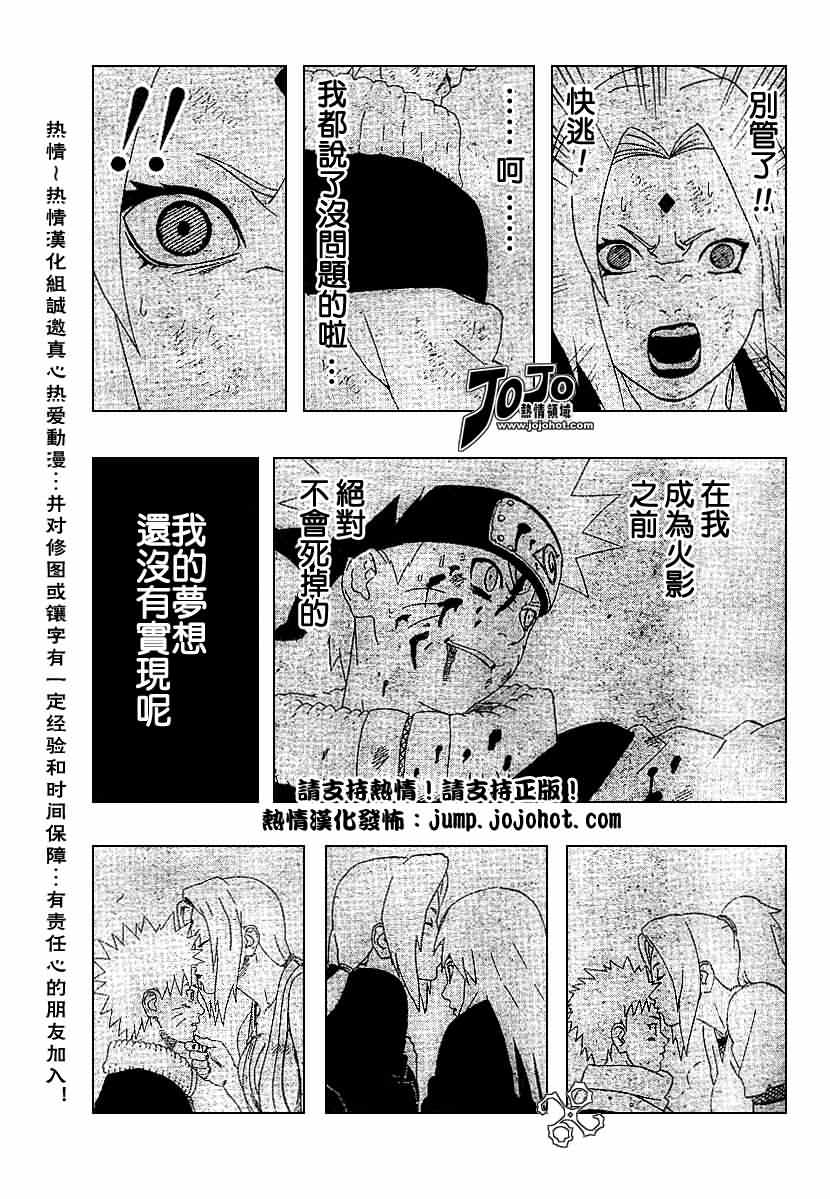 別管了!!
快逃！
……呵……
我都說了沒問題的啦…
!!
JOJO
熱情領域
www.jojohot.com
在我
成為火影
之前
絕對
不會死掉的
我的夢想
還沒有實現呢
請支持熱情！請支持正版！
熱情漢化發佈：jump.jojohot.com
热情~热情漢化組誠邀真心热爱動漫…并对修图或镶字有一定经验和时间保障…有责任心的朋友加入！